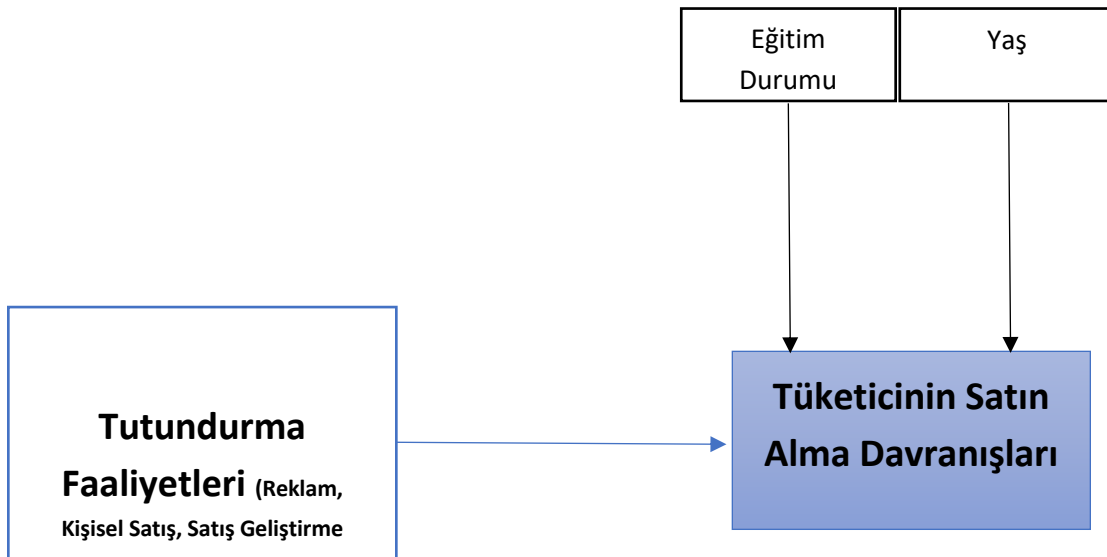 Eğitim
Durumu
Yaş
Tutundurma
Faaliyetleri (Reklam,
Kişisel Satış, Satış Geliştirme
Tüketicinin Satın
Alma Davranışları